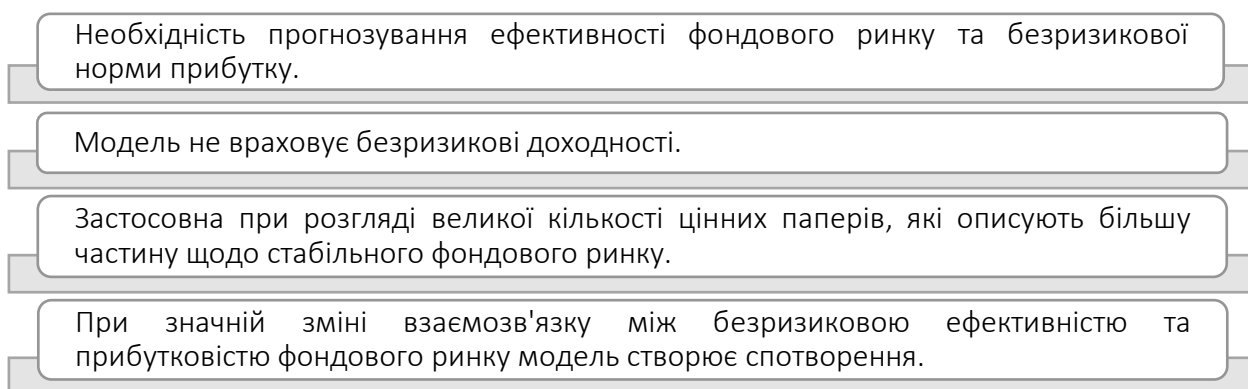 Необхідність прогнозування ефективності фондового ринку та безризикової
норми прибутку.
Модель не враховує безризикові доходності.
Застосовна при розгляді великої кількості цінних паперів, які описують більшу
частину щодо стабільного фондового ринку.
При значній зміні взаємозв'язку між безризиковою ефективністю та
прибутковістю фондового ринку модель створює спотворення.